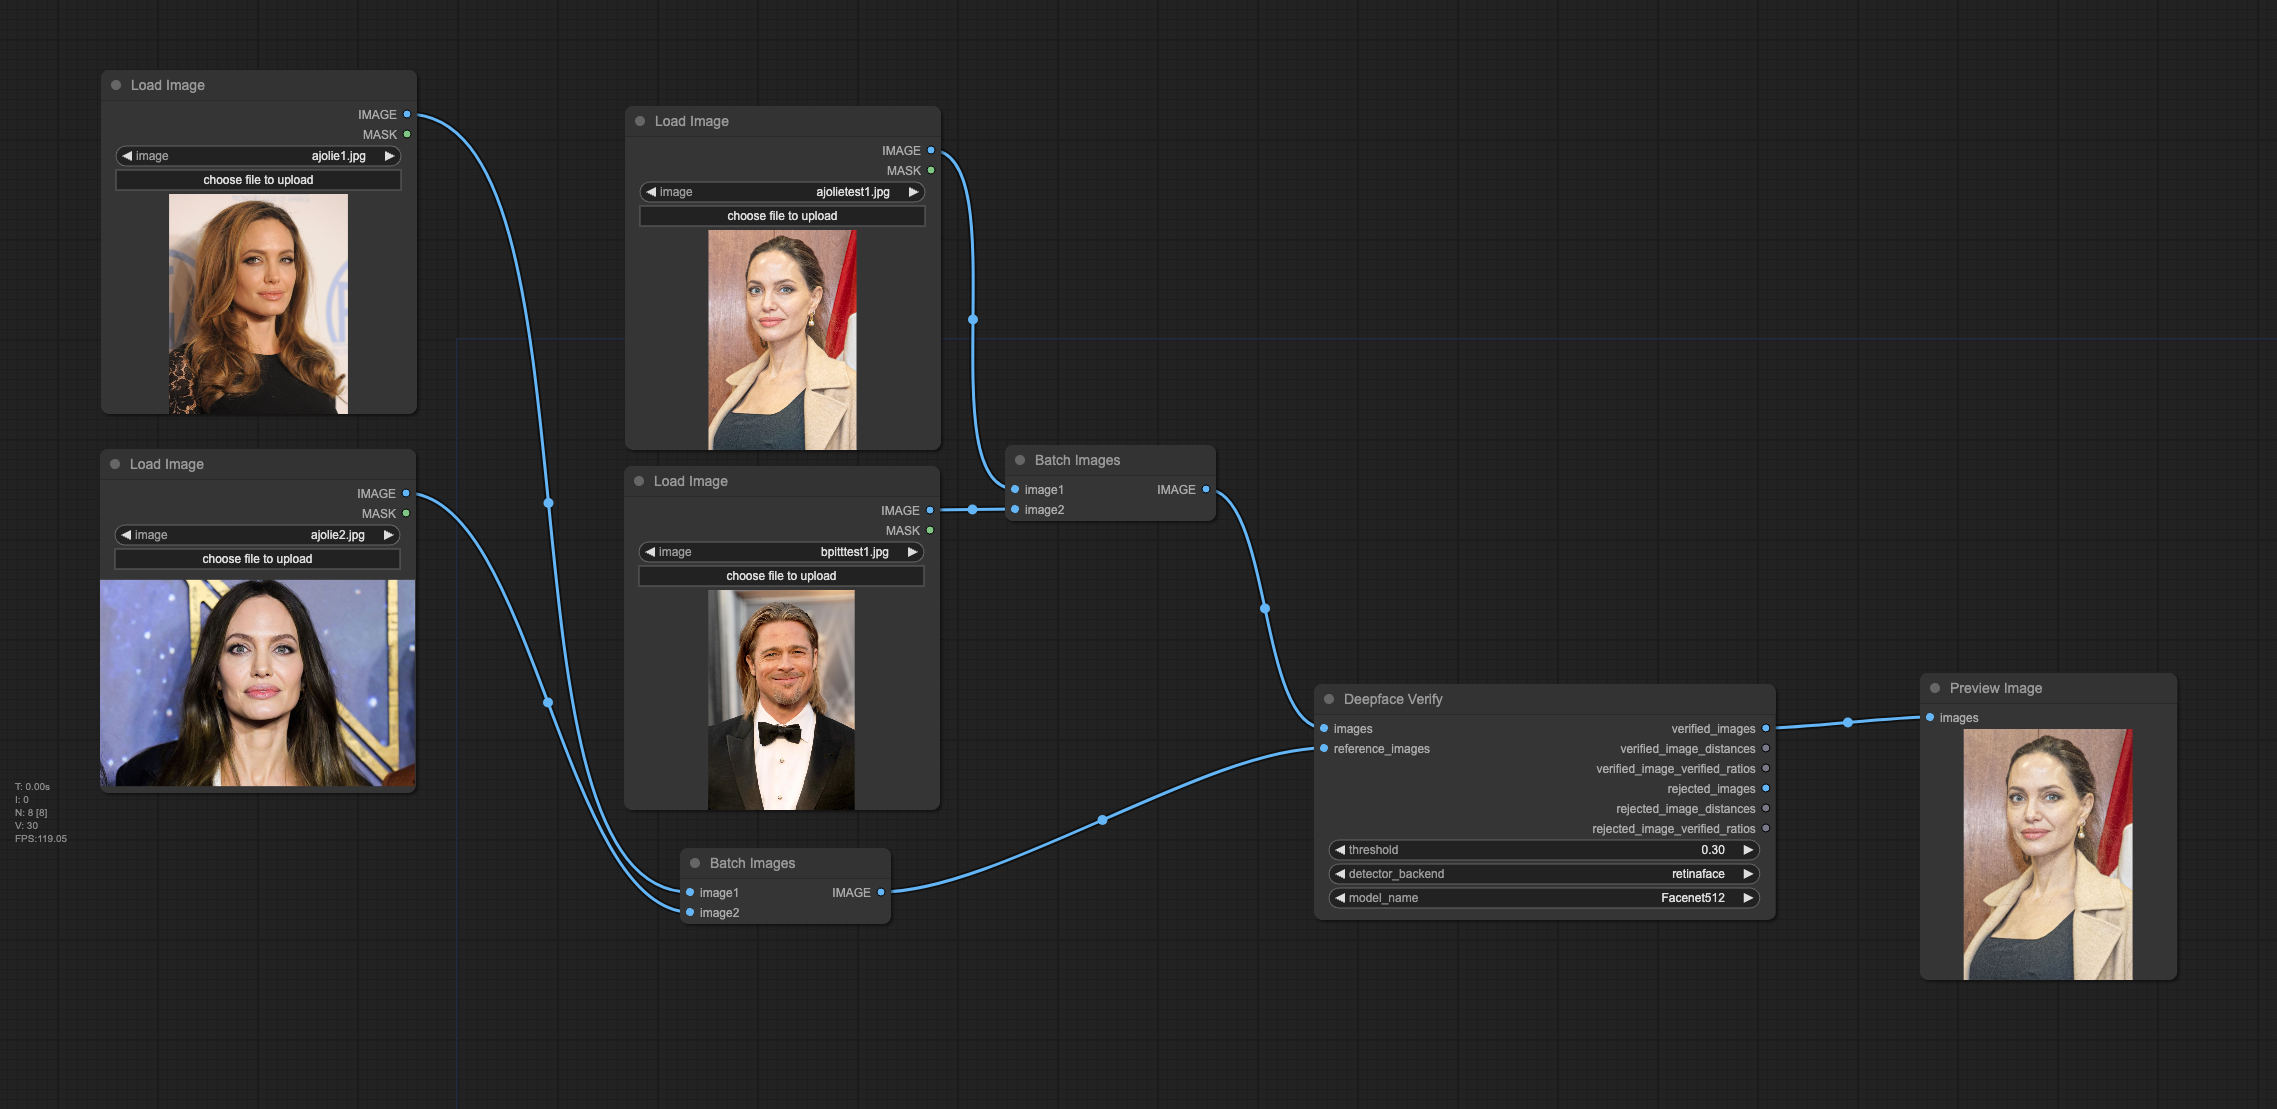 Load Image
IMAGE
MASK
image ajolie1.jpg
choose file to upload
Load Image
IMAGE
MASK
image ajolie2.jpg
choose file to upload
T: 0.00s
I: 0
N: 8 [8]
V: 30
FPS:119.05
Load Image
IMAGE
MASK
image ajolietest1.jpg
choose file to upload
Load Image
IMAGE
MASK
image bpitttest1.jpg
choose file to upload
Batch Images
image1 IMAGE
image2
Batch Images
image1 IMAGE
image2
Deepface Verify
images verified_images
reference_images verified_image_distances
verified_image_verified_ratios
rejected_images
rejected_image_distances
rejected_image_verified_ratios
threshold 0.30
detector_backend retinaface
model_name Facenet512
Preview Image
images